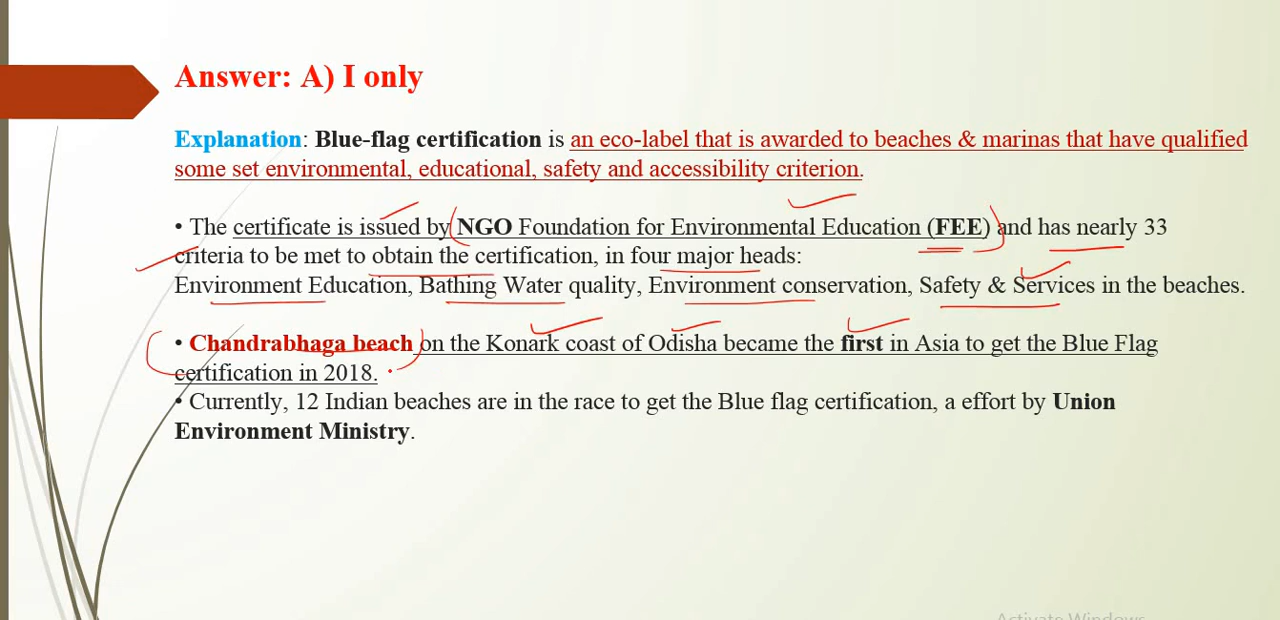 Answer: A) I only
Explanation: Blue-flag certification is an eco-label that is awarded to beaches & marinas that have qualified
some set environmental, educational, safety and accessibility criterion.
• The certificate is issued by NGO Foundation for Environmental Education (FEE) and has nearly 33
criteria to be met to obtain the certification, in four major heads:
Environment Education, Bathing Water quality, Environment conservation, Safety & Services in the beaches.
• Chandrabhaga beach on the Konark coast of Odisha became the first in Asia to get the Blue Flag
certification in 2018.
• Currently, 12 Indian beaches are in the race to get the Blue flag certification, a effort by Union
Environment Ministry.
Activate Windows